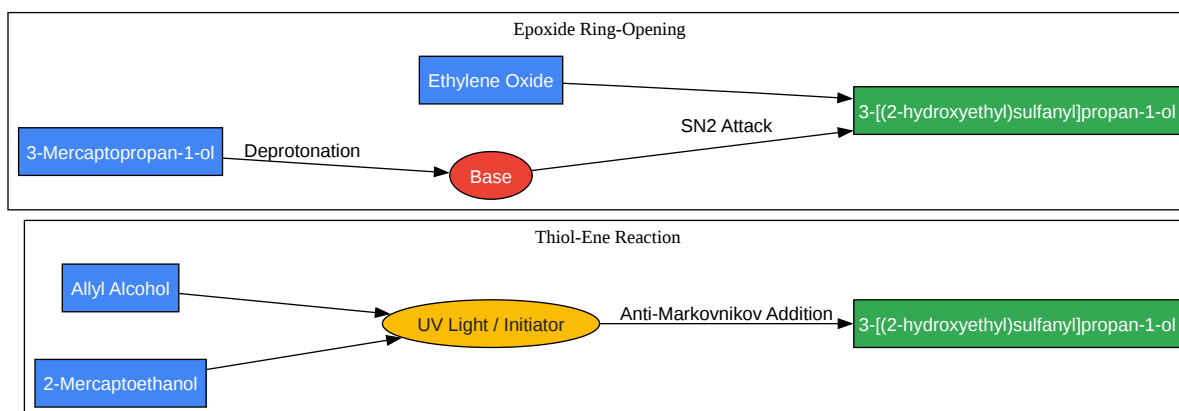 Epoxide Ring-Opening
Ethylene Oxide
3-[(2-hydroxyethyl)sulfanyl]propan-1-ol
SN2 Attack
3-Mercaptopropan-1-ol
Deprotonation
Base
Thiol-Ene Reaction
Allyl Alcohol
UV Light / Initiator
Anti-Markovnikov Addition
3-[(2-hydroxyethyl)sulfanyl]propan-1-ol
2-Mercaptoethanol